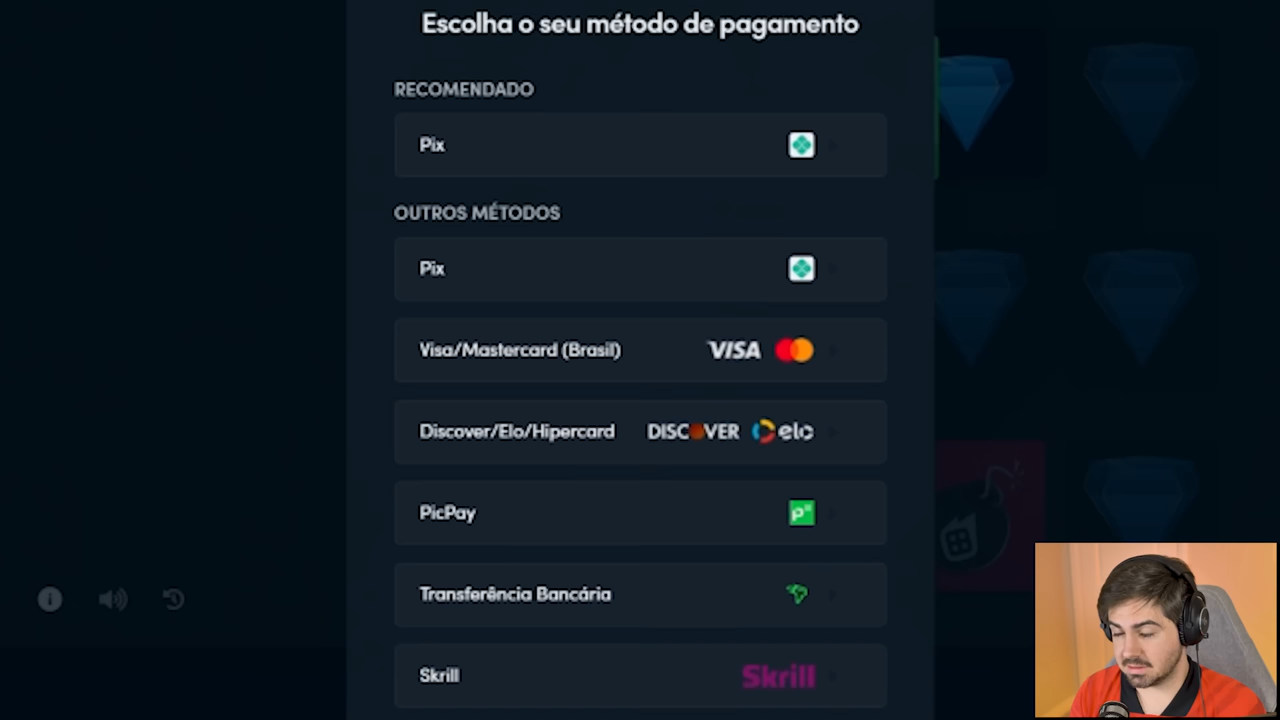 Escolha o seu método de pagamento
RECOMENDADO
Pix
OUTROS MÉTODOS
Pix
Visa/Mastercard (Brasil) VISA
Discover/Elo/Hipercard DISCOVER elo
PicPay
Transferência Bancária
Skrill Skrill